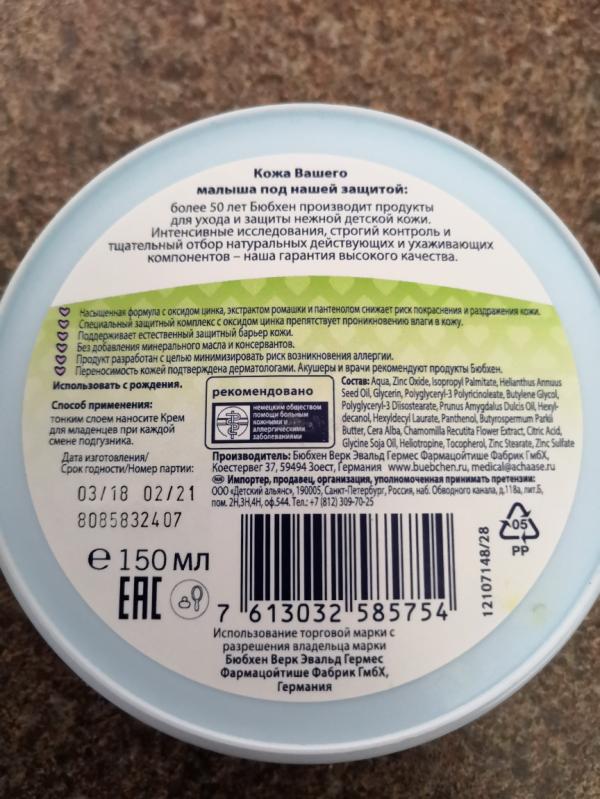 Кожа Вашего
малыша под нашей защитой:
более 50 лет Бюбхен производит продукты
для ухода и защиты нежной детской кожи.
Интенсивные исследования, строгий контроль и
тщательный отбор натуральных действующих и ухаживающих
компонентов – наша гарантия высокого качества.
Насыщенная формула с оксидом цинка, экстрактом ромашки и пантенолом снижает риск покраснения и раздражения кожи.
Специальный защитный комплекс с оксидом цинка препятствует проникновению влаги в кожу.
Поддерживает естественный защитный барьер кожи.
Без добавления минерального масла и консервантов.
Продукт разработан с целью минимизировать риск возникновения аллергии.
Переносимость кожей подтверждена дерматологами. Акушеры и врачи рекомендуют продукты Бюбхен.
Использовать с рождения.
Способ применения:
тонким слоем наносите Крем
для младенцев при каждой
смене подгузника.
рекомендовано
немецким обществом
помощи больным
кожными и
аллергическими
заболеваниями
Состав: Aqua, Zinc Oxide, Isopropyl Palmitate, Helianthus Annuus
Seed Oil, Glycerin, Polyglyceryl-3 Polyricinoleate, Butylene Glycol,
Polyglyceryl-3 Diisostearate, Prunus Amygdalus Dulcis Oil, Hexyl-
decanol, Hexyldecyl Laurate, Panthenol, Butyrospermum Parkii
Butter, Cera Alba, Chamomilla Recutita Flower Extract, Citric Acid,
Glycine Soja Oil, Heliotropine, Tocopherol, Zinc Stearate, Zinc Sulfate
Дата изготовления/
Срок годности/Номер партии:
03/18 02/21
8085832407
Производитель: Бюбхен Верк Эвальд Гермес Фармацойтише Фабрик ГмбХ,
Коестервег 37, 59494 Зоест, Германия www.buebchen.ru, medical@achaase.ru
Импортер, продавец, организация, уполномоченная принимать претензии:
ООО "Детский альянс", 190005, Санкт-Петербург, Россия, наб. Обводного канала, д.118а, лит.Б,
пом. 2Н,3Н,4Н, оф.544. Тел.: +7 (812) 309-70-25
℮ 150 мл
EAC
7 613032 585754
12107148/28
05
PP
Использование торговой марки с
разрешения владельца марки
Бюбхен Верк Эвальд Гермес
Фармацойтише Фабрик ГмбХ,
Германия